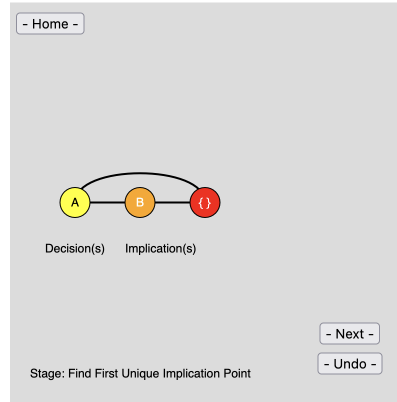 - Home -
A B { }
Decision(s) Implication(s)
- Next -
- Undo -
Stage: Find First Unique Implication Point